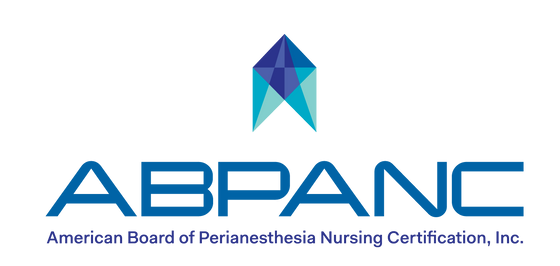 ABPANC
American Board of Perianesthesia Nursing Certification, Inc.